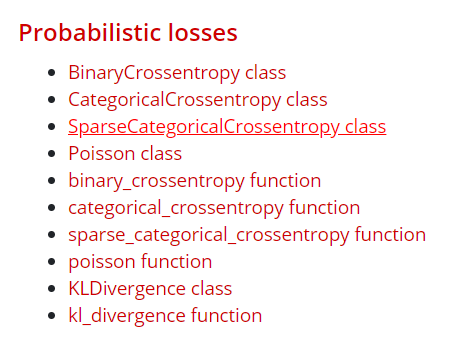 Probabilistic losses
BinaryCrossentropy class
CategoricalCrossentropy class
SparseCategoricalCrossentropy class
Poisson class
binary_crossentropy function
categorical_crossentropy function
sparse_categorical_crossentropy function
poisson function
KLDivergence class
kl_divergence function